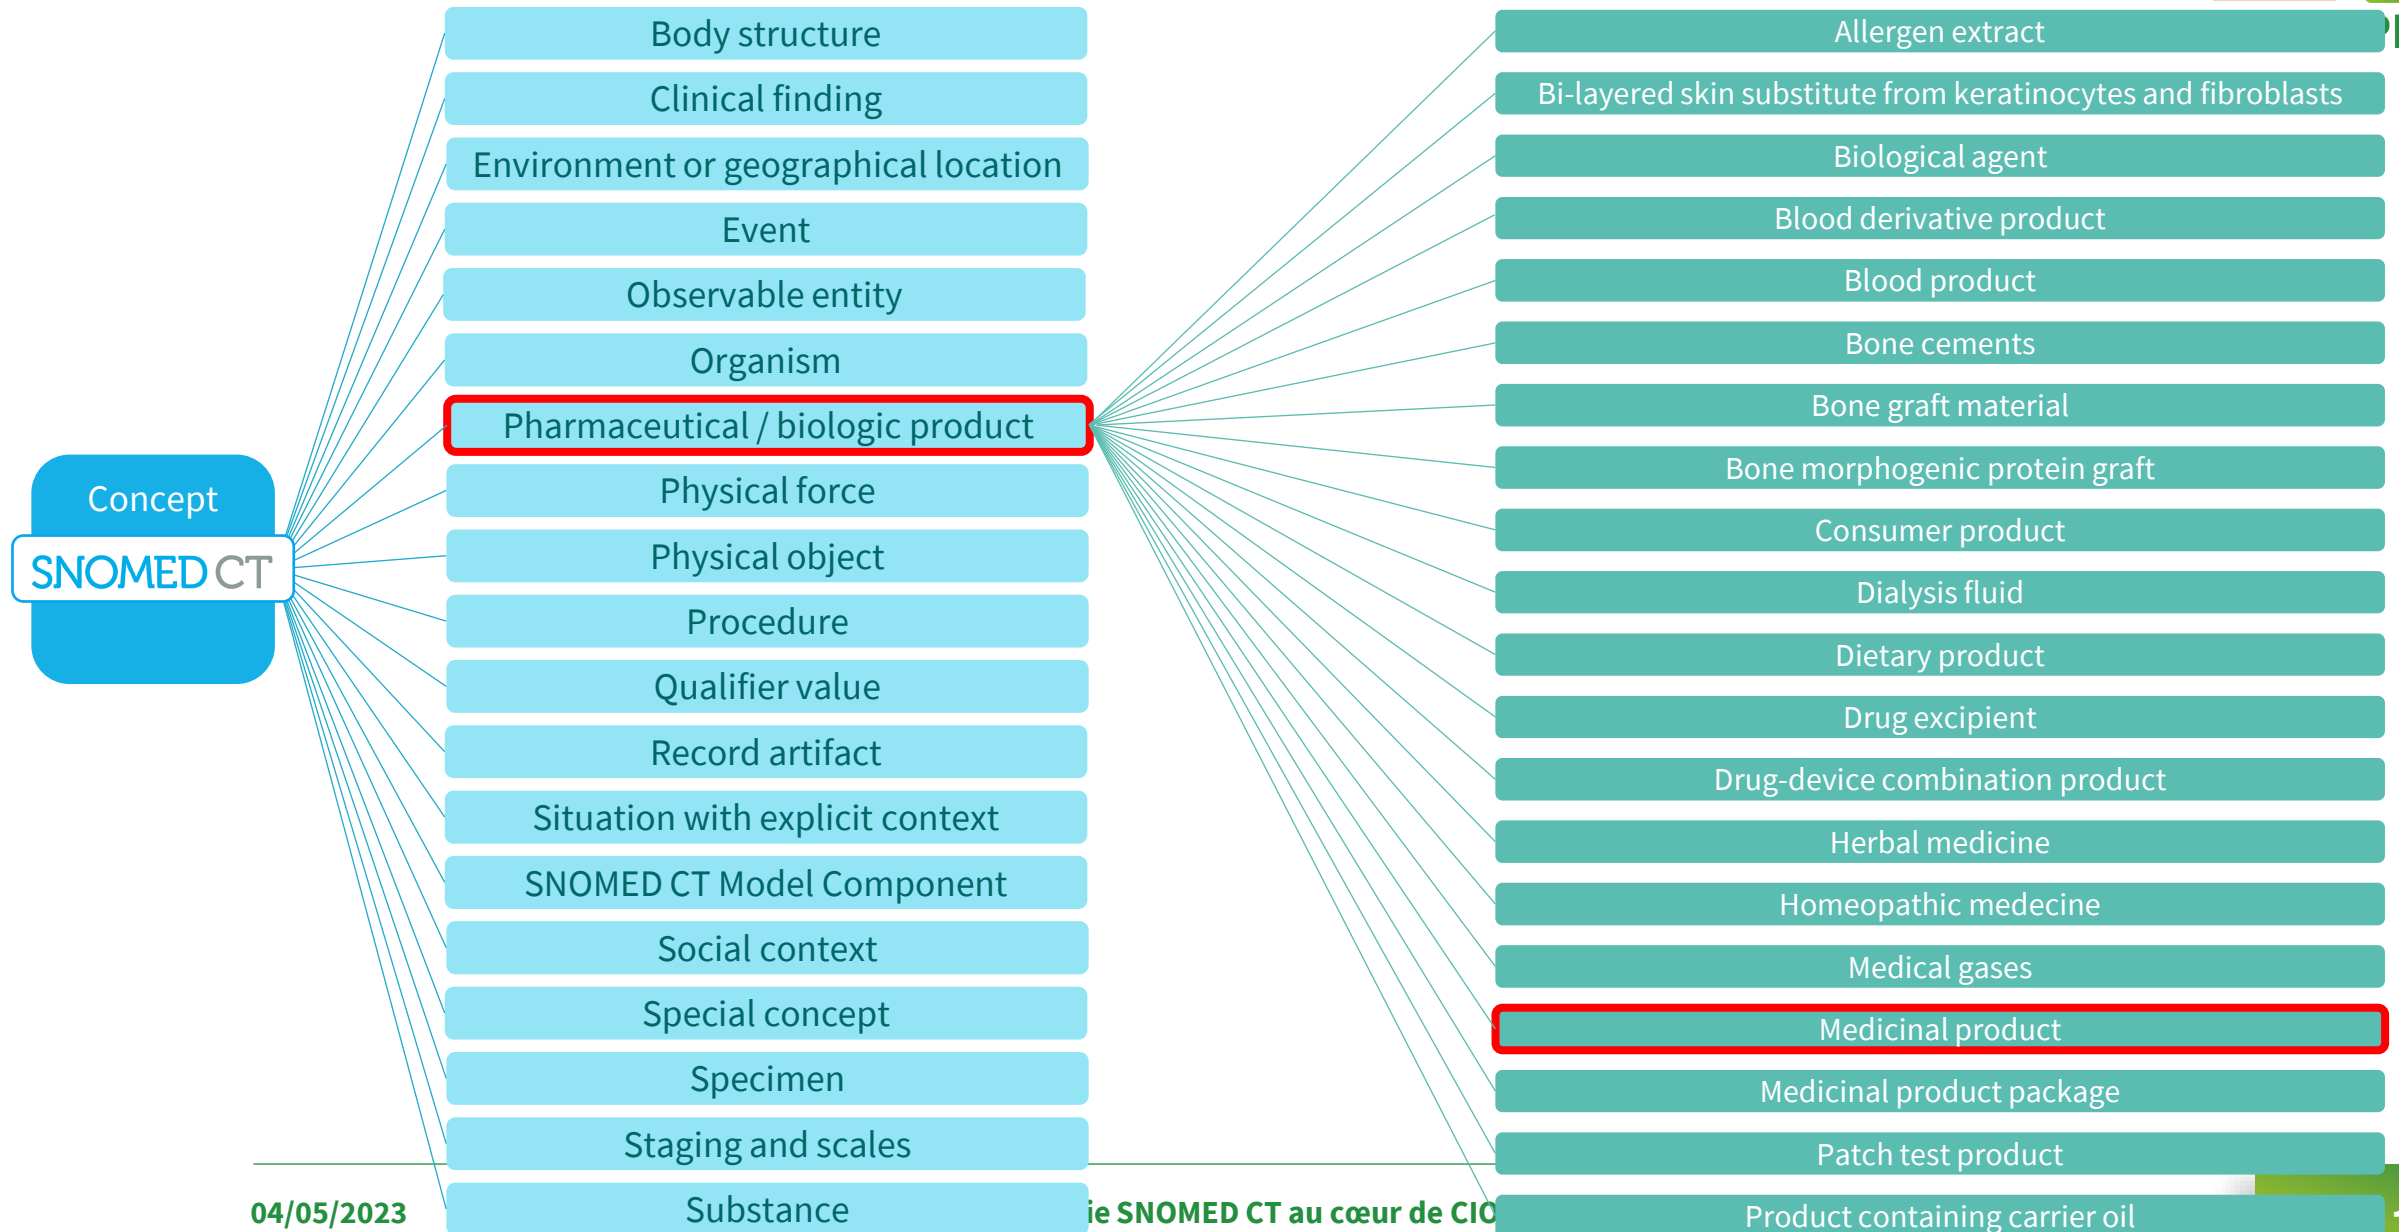 Concept
SNOMED CT
Body structure
Clinical finding
Environment or geographical location
Event
Observable entity
Organism
Pharmaceutical / biologic product
Physical force
Physical object
Procedure
Qualifier value
Record artifact
Situation with explicit context
SNOMED CT Model Component
Social context
Special concept
Specimen
Staging and scales
Substance
Allergen extract
Bi-layered skin substitute from keratinocytes and fibroblasts
Biological agent
Blood derivative product
Blood product
Bone cements
Bone graft material
Bone morphogenic protein graft
Consumer product
Dialysis fluid
Dietary product
Drug excipient
Drug-device combination product
Herbal medicine
Homeopathic medecine
Medical gases
Medicinal product
Medicinal product package
Patch test product
Product containing carrier oil
04/05/2023
SNOMED CT au cœur de